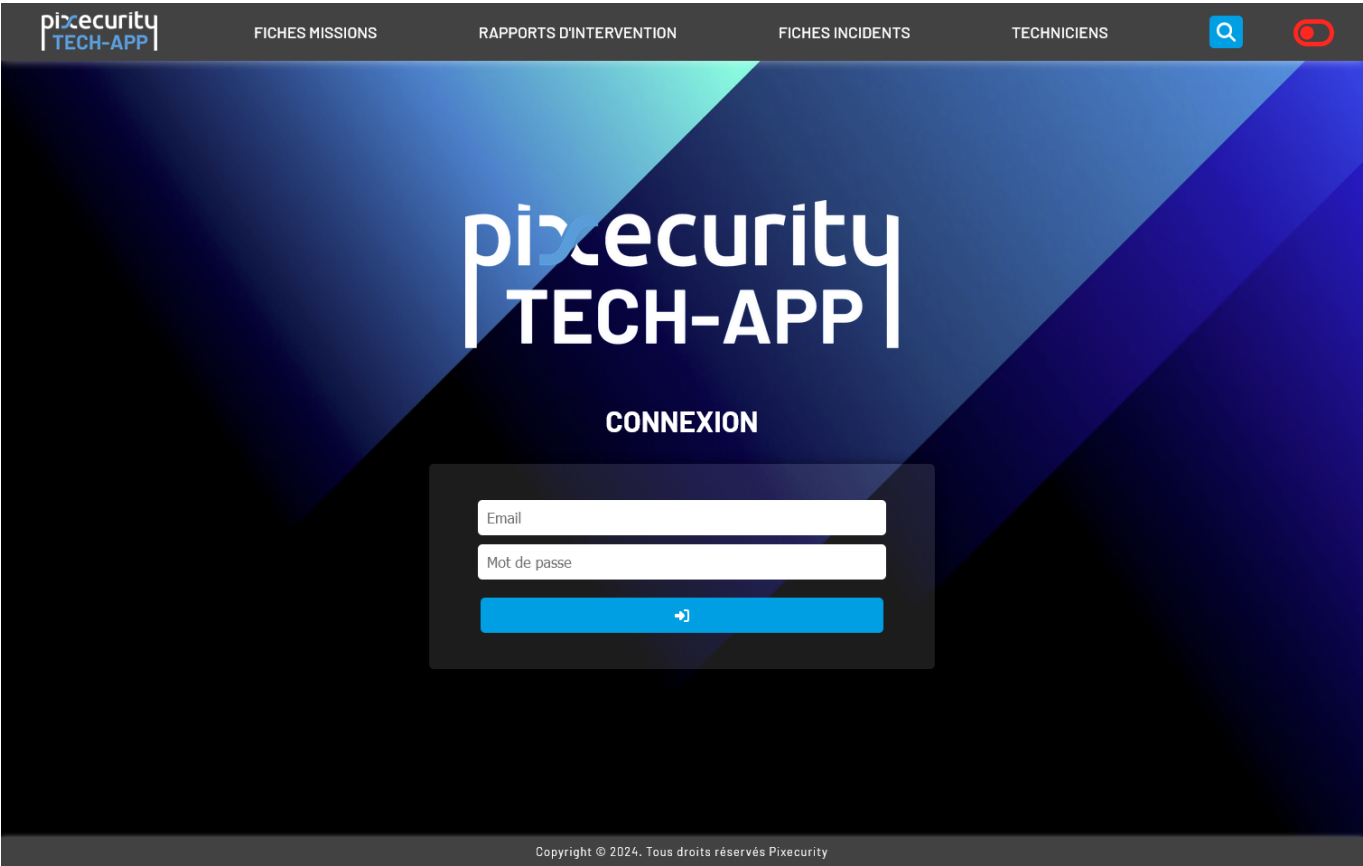 pixecurity
TECH-APP
FICHES MISSIONS
RAPPORTS D'INTERVENTION
FICHES INCIDENTS
TECHNICIENS
pixecurity
TECH-APP
CONNEXION
Email
Mot de passe
Copyright © 2024. Tous droits réservés Pixecurity